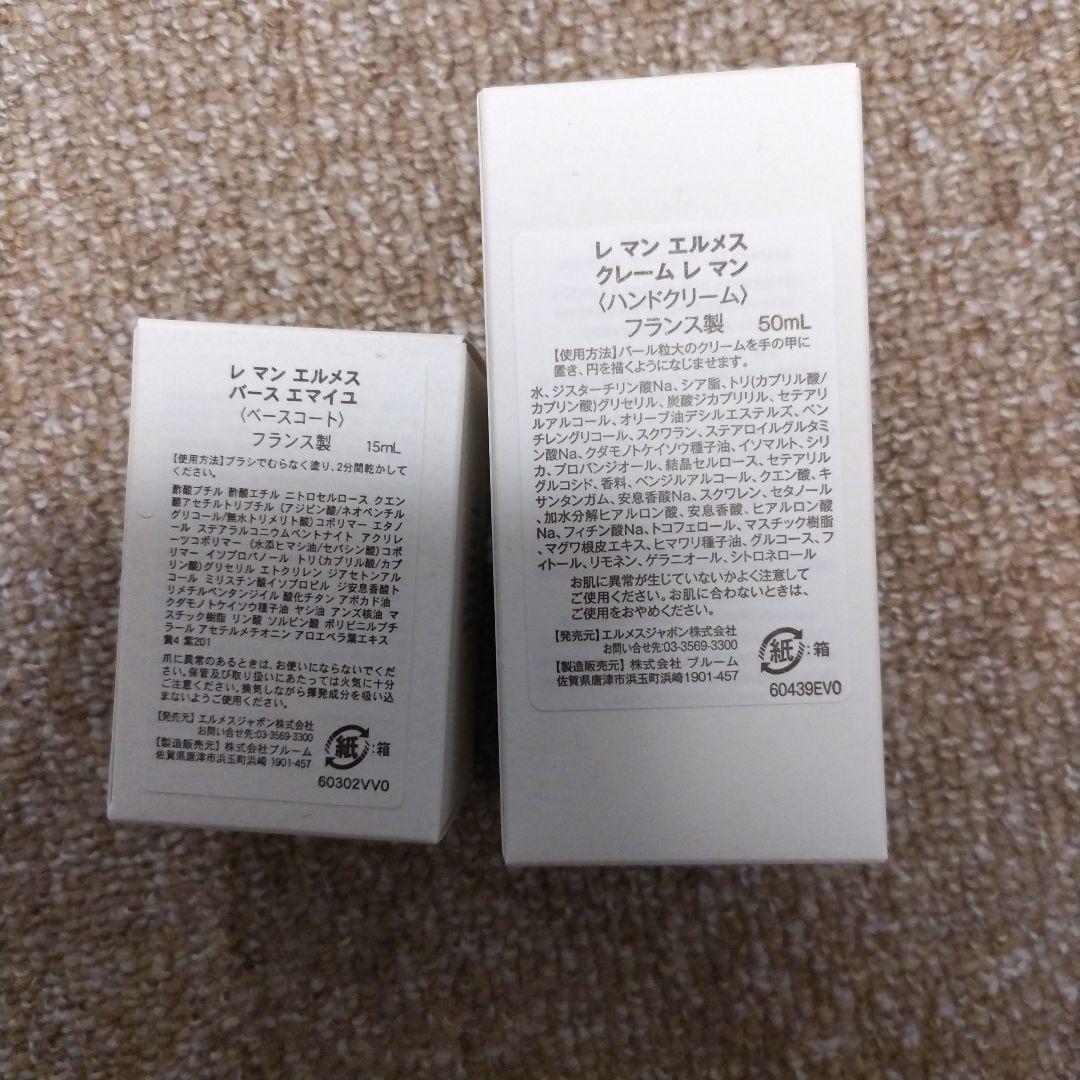 レ マン エルメス
バース エマイユ
〈ベースコート〉
フランス製 15mL
【使用方法】ブラシでむらなく塗り、2分間乾かして
ください。
酢酸ブチル 酢酸エチル ニトロセルロース クエン
酸アセチルトリブチル (アジピン酸/ネオペンチル
グリコール/無水トリメリト酸)コポリマー エタノ
ール ステアラルコニウムベントナイト アクリレ
ーツコポリマー (水添ヒマシ油/セバシン酸)コポ
リマー イソプロパノール トリ(カプリル酸/カプ
リン酸)グリセリル エトクリレン ジアセトンアル
コール ミリスチン酸イソプロピル ジ安息香酸ト
リメチルペンタンジイル 酸化チタン アボカド油
クダモノトケイソウ種子油 ヤシ油 アンズ核油 マ
スチック樹脂 リン酸 ソルビン酸 ポリビニルブチ
ラール アセチルメチオニン アロエベラ葉エキス
黄4 紫201
爪に異常のあるときは、お使いにならないでくだ
さい。保管及び取り扱いにあたっては火気に十分
ご注意ください。換気しながら揮発成分を吸い込
まないようご使用ください。
【発売元】エルメスジャポン株式会社
お問い合せ先:03-3569-3300
【製造販売元】株式会社ブルーム
佐賀県唐津市浜玉町浜崎 1901-457
紙:箱
60302VV0
レ マン エルメス
クレーム レ マン
〈ハンドクリーム〉
フランス製 50mL
【使用方法】パール粒大のクリームを手の甲に
置き、円を描くようになじませます。
水、ジスターチリン酸Na、シア脂、トリ(カプリル酸/
カプリン酸)グリセリル、炭酸ジカプリリル、セテアリ
ルアルコール、オリーブ油デシルエステルズ、ペン
チレングリコール、スクワラン、ステアロイルグルタミ
ン酸Na、クダモノトケイソウ種子油、イソマルト、シリ
カ、プロパンジオール、結晶セルロース、セテアリル
グルコシド、香料、ベンジルアルコール、クエン酸、キ
サンタンガム、安息香酸Na、スクワレン、セタノール
、加水分解ヒアルロン酸、安息香酸、ヒアルロン酸
Na、フィチン酸Na、トコフェロール、マスチック樹脂
、マグワ根皮エキス、ヒマワリ種子油、グルコース、フ
ィトール、リモネン、ゲラニオール、シトロネロール
お肌に異常が生じていないかよく注意して
ご使用ください。お肌に合わないときは、
ご使用をおやめください。
【発売元】エルメスジャポン株式会社
お問い合せ先:03-3569-3300
【製造販売元】株式会社 ブルーム
佐賀県唐津市浜玉町浜崎 1901-457
紙:箱
60439EV0